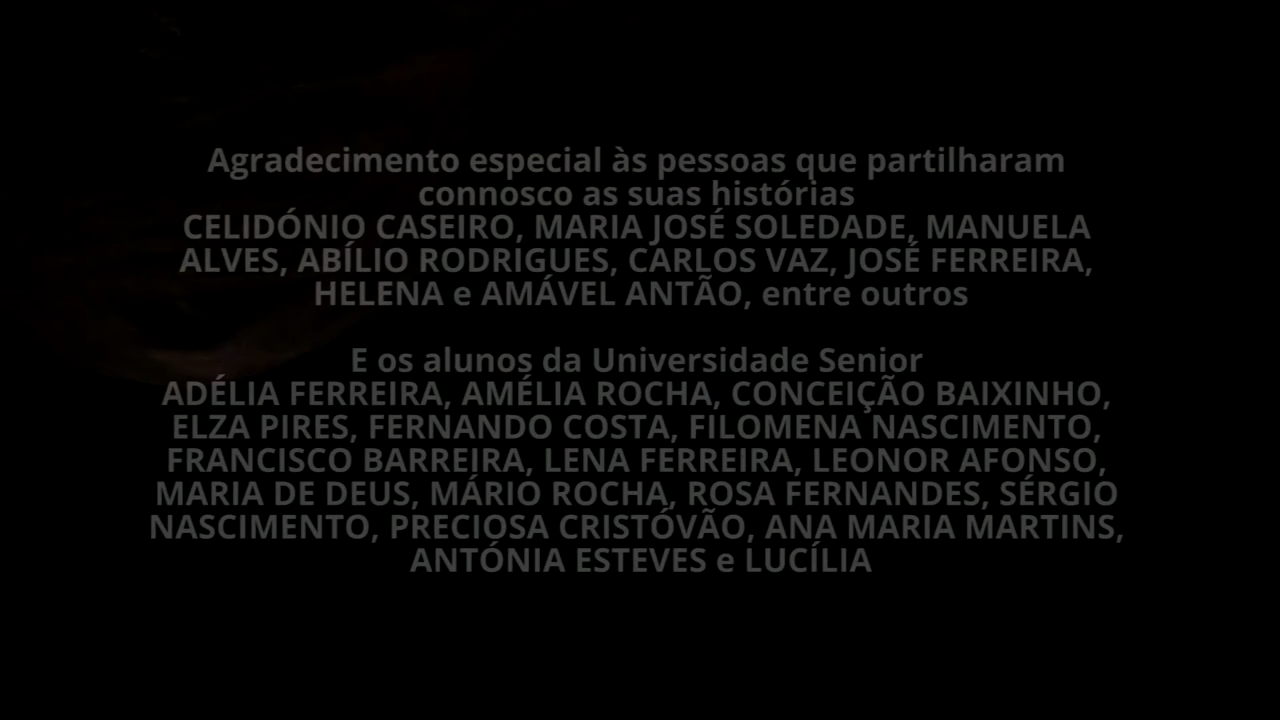 Agradecimento especial às pessoas que partilharam
connosco as suas histórias
CELIDÓNIO CASEIRO, MARIA JOSÉ SOLEDADE, MANUELA
ALVES, ABÍLIO RODRIGUES, CARLOS VAZ, JOSÉ FERREIRA,
HELENA e AMÁVEL ANTÃO, entre outros
E os alunos da Universidade Senior
ADÉLIA FERREIRA, AMÉLIA ROCHA, CONCEIÇÃO BAIXINHO,
ELZA PIRES, FERNANDO COSTA, FILOMENA NASCIMENTO,
FRANCISCO BARREIRA, LENA FERREIRA, LEONOR AFONSO,
MARIA DE DEUS, MÁRIO ROCHA, ROSA FERNANDES, SÉRGIO
NASCIMENTO, PRECIOSA CRISTÓVÃO, ANA MARIA MARTINS,
ANTÓNIA ESTEVES e LUCÍLIA